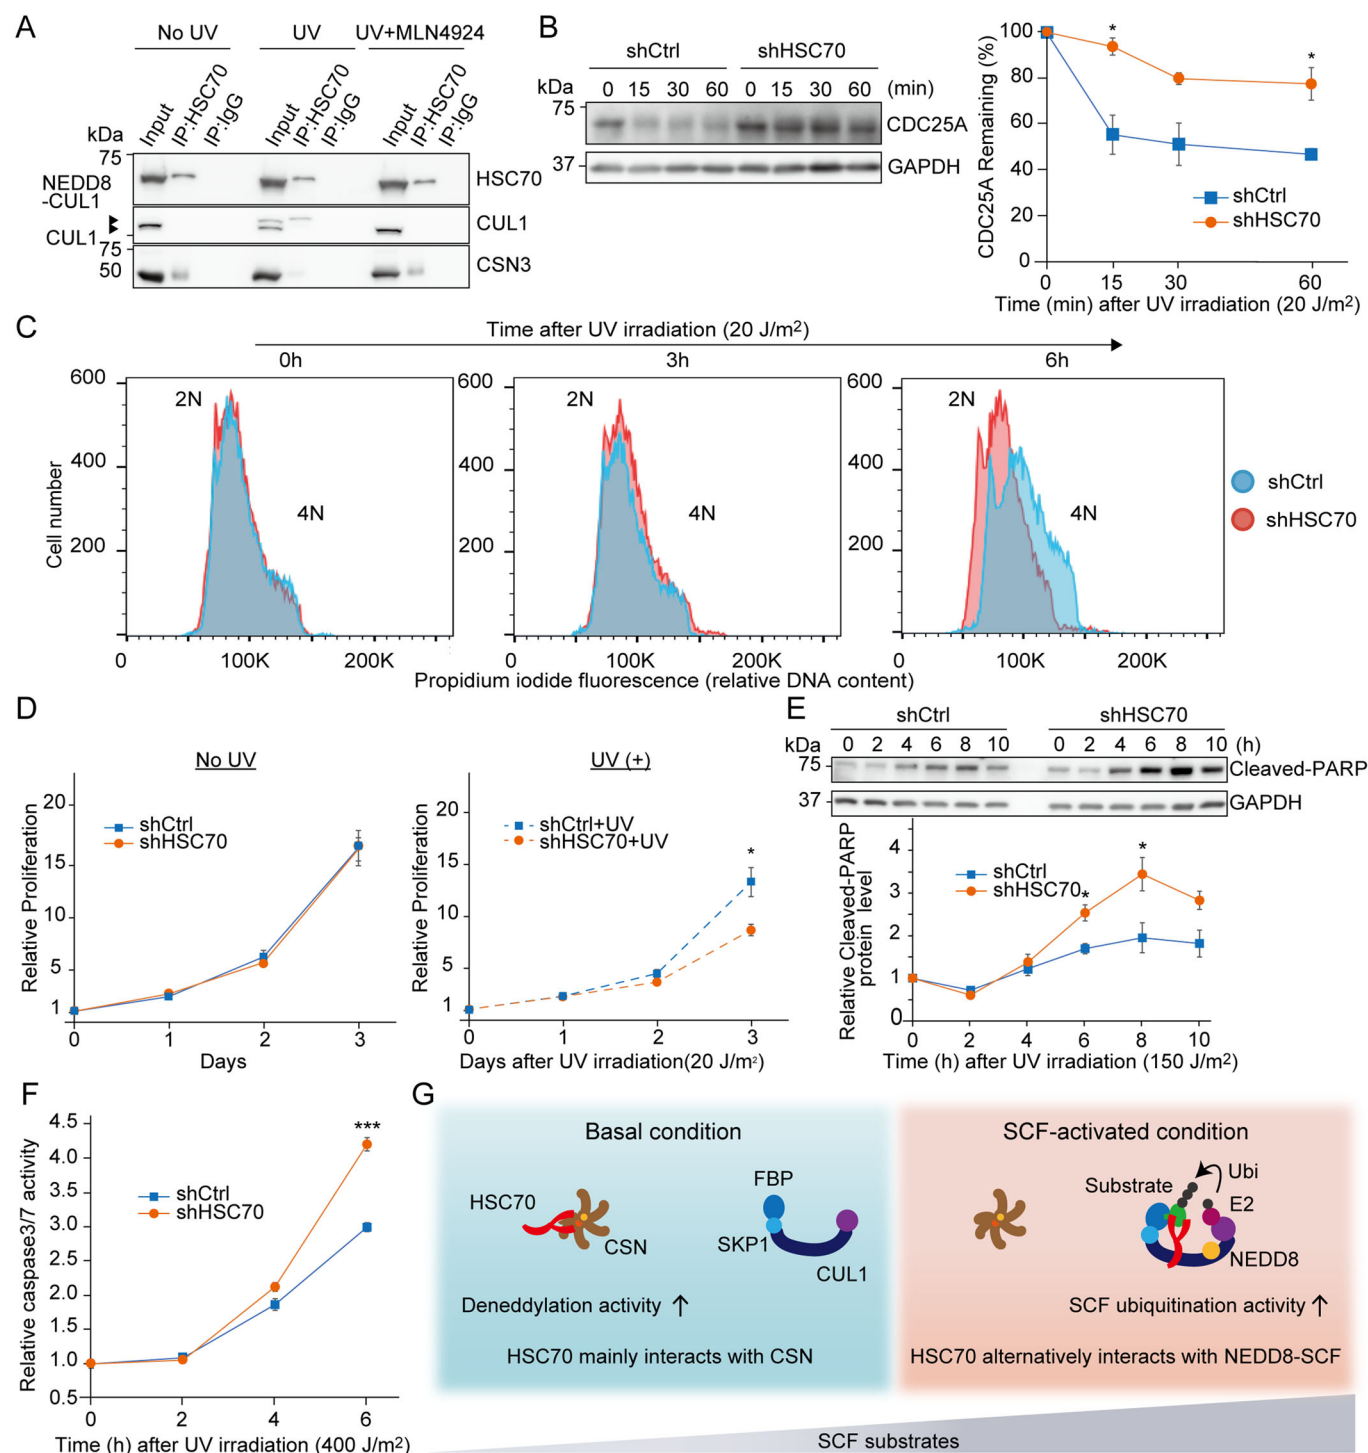 A
No UV
UV
UV+MLN4924
Input
IP:HSC70
IP:IgG
Input
IP:HSC70
IP:IgG
Input
IP:HSC70
IP:IgG
kDa
75
NEDD8
-CUL1
CUL1
75
50
HSC70
CUL1
CSN3
B
shCtrl
shHSC70
kDa
0 15 30 60 0 15 30 60 (min)
75
CDC25A
37
GAPDH
CDC25A Remaining (%)
100
80
60
40
20
0
*
*
shCtrl
shHSC70
0 15 30 60
Time (min) after UV irradiation (20 J/m²)
C
Time after UV irradiation (20 J/m²)
0h
3h
6h
Cell number
600
400
200
2N
4N
0 100K 200K
600
400
200
2N
4N
0 100K 200K
600
400
200
2N
4N
0 100K 200K
shCtrl
shHSC70
Propidium iodide fluorescence (relative DNA content)
D
No UV
Relative Proliferation
20
15
10
5
1
shCtrl
shHSC70
0 1 2 3
Days
UV (+)
Relative Proliferation
20
15
10
5
1
shCtrl+UV
shHSC70+UV
*
0 1 2 3
Days after UV irradiation(20 J/m²)
E
shCtrl
shHSC70
kDa
0 2 4 6 8 10 0 2 4 6 8 10 (h)
75
Cleaved-PARP
37
GAPDH
Relative Cleaved-PARP
protein level
4
3
2
1
0
shCtrl
shHSC70
*
*
0 2 4 6 8 10
Time (h) after UV irradiation (150 J/m²)
F
Relative caspase3/7 activity
4.5
4.0
3.5
3.0
2.5
2.0
1.5
1.0
0.5
shCtrl
shHSC70
***
0 2 4 6
Time (h) after UV irradiation (400 J/m²)
G
Basal condition
HSC70
CSN
FBP
SKP1
CUL1
Deneddylation activity ↑
HSC70 mainly interacts with CSN
SCF-activated condition
Substrate
Ubi
E2
NEDD8
SCF ubiquitination activity ↑
HSC70 alternatively interacts with NEDD8-SCF
SCF substrates